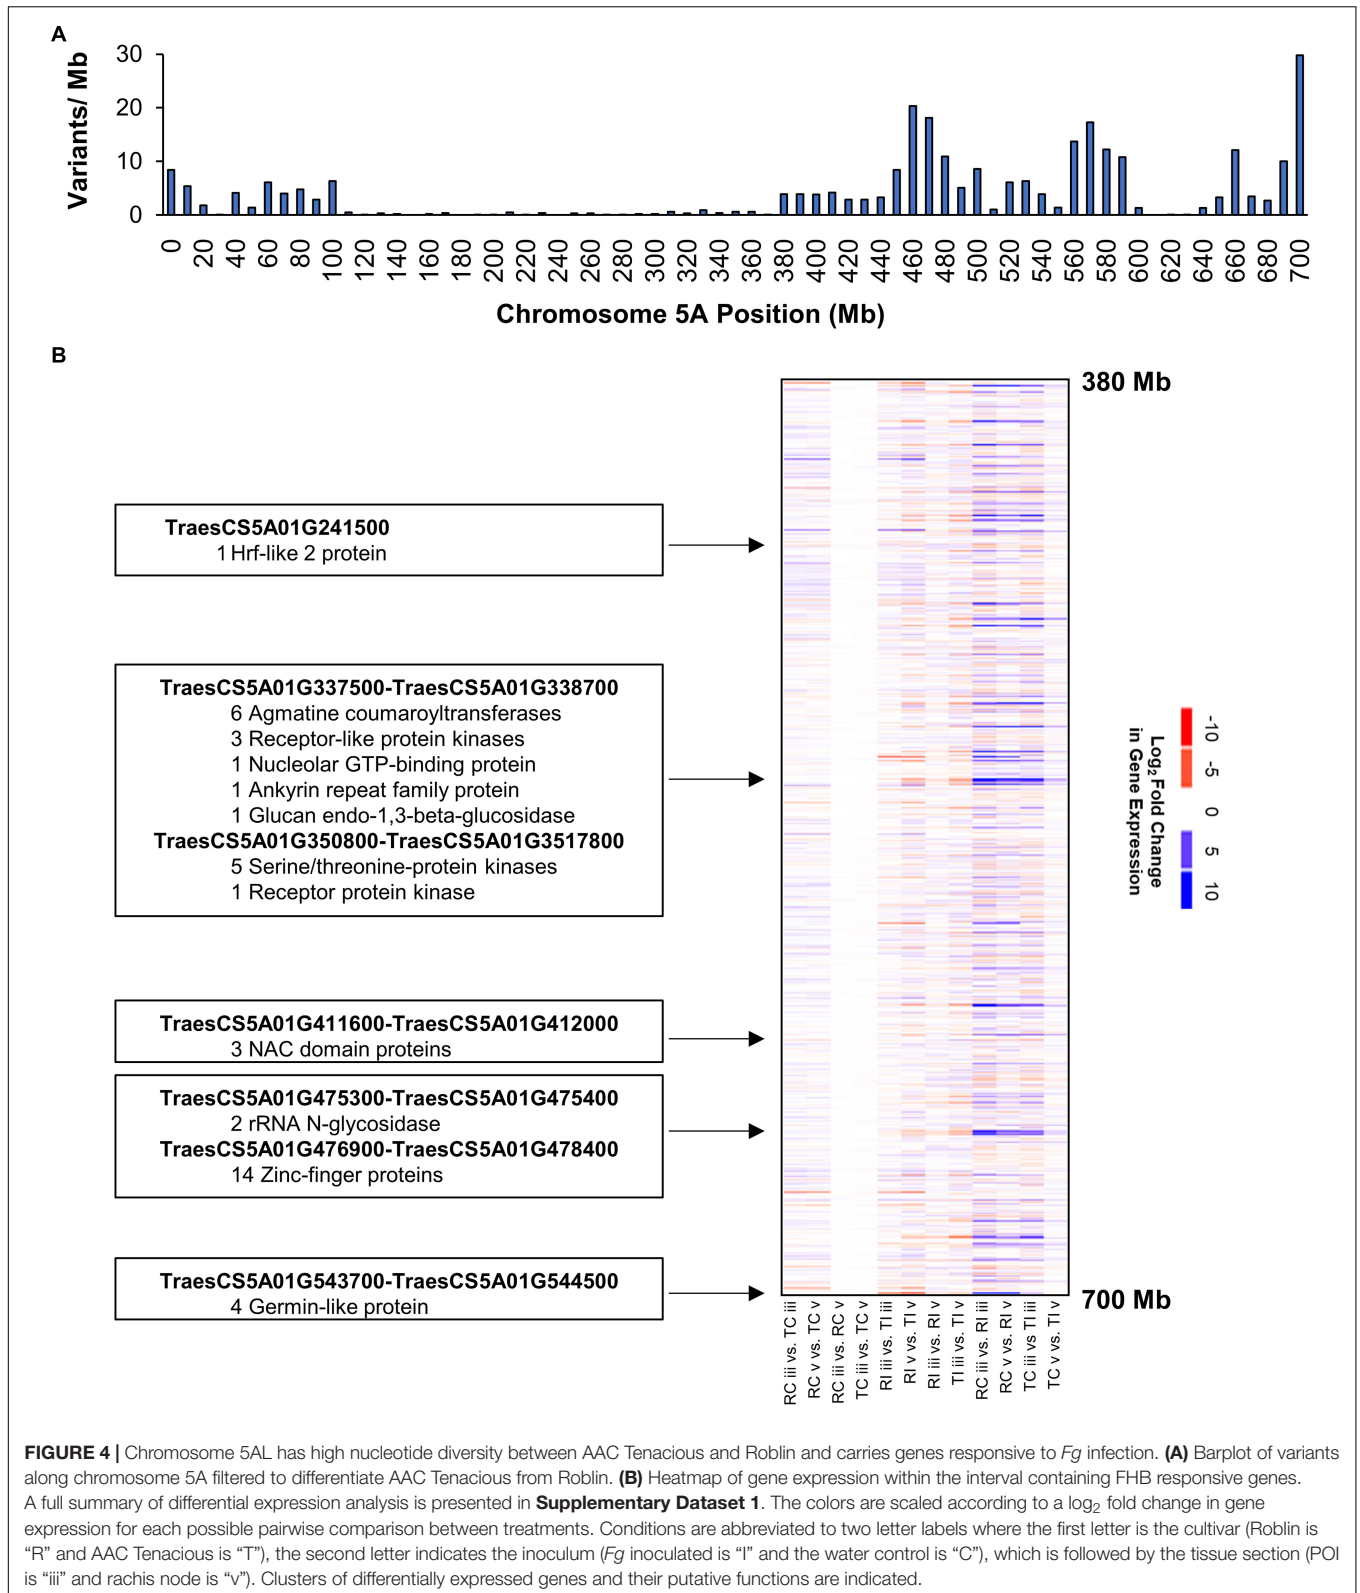 A
Variants/ Mb
30
20
10
0
0
20
40
60
80
100
120
140
160
180
200
220
240
260
280
300
320
340
360
380
400
420
440
460
480
500
520
540
560
580
600
620
640
660
680
700
Chromosome 5A Position (Mb)
B
380 Mb
TraesCS5A01G241500
1 Hrf-like 2 protein
TraesCS5A01G337500-TraesCS5A01G338700
6 Agmatine coumaroyltransferases
3 Receptor-like protein kinases
1 Nucleolar GTP-binding protein
1 Ankyrin repeat family protein
1 Glucan endo-1,3-beta-glucosidase
TraesCS5A01G350800-TraesCS5A01G3517800
5 Serine/threonine-protein kinases
1 Receptor protein kinase
TraesCS5A01G411600-TraesCS5A01G412000
3 NAC domain proteins
TraesCS5A01G475300-TraesCS5A01G475400
2 rRNA N-glycosidase
TraesCS5A01G476900-TraesCS5A01G478400
14 Zinc-finger proteins
TraesCS5A01G543700-TraesCS5A01G544500
4 Germin-like protein
Log2 Fold Change
in Gene Expression
-10
-5
0
5
10
700 Mb
RC iii vs. TC iii
RC v vs. TC v
RC iii vs. RC v
TC iii vs. TC v
RI iii vs. TI iii
RI v vs. TI v
RI iii vs. RI v
TI iii vs. TI v
RC iii vs. RI iii
RC v vs. RI v
TC iii vs TI iii
TC v vs. TI v
FIGURE 4 | Chromosome 5AL has high nucleotide diversity between AAC Tenacious and Roblin and carries genes responsive to Fg infection. (A) Barplot of variants
along chromosome 5A filtered to differentiate AAC Tenacious from Roblin. (B) Heatmap of gene expression within the interval containing FHB responsive genes.
A full summary of differential expression analysis is presented in Supplementary Dataset 1. The colors are scaled according to a log2 fold change in gene
expression for each possible pairwise comparison between treatments. Conditions are abbreviated to two letter labels where the first letter is the cultivar (Roblin is
“R” and AAC Tenacious is “T”), the second letter indicates the inoculum (Fg inoculated is “I” and the water control is “C”), which is followed by the tissue section (POI
is “iii” and rachis node is “v”). Clusters of differentially expressed genes and their putative functions are indicated.